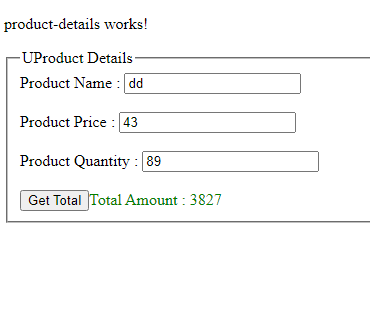 product-details works!
UProduct Details
Product Name : dd
Product Price : 43
Product Quantity : 89
Get Total Total Amount : 3827